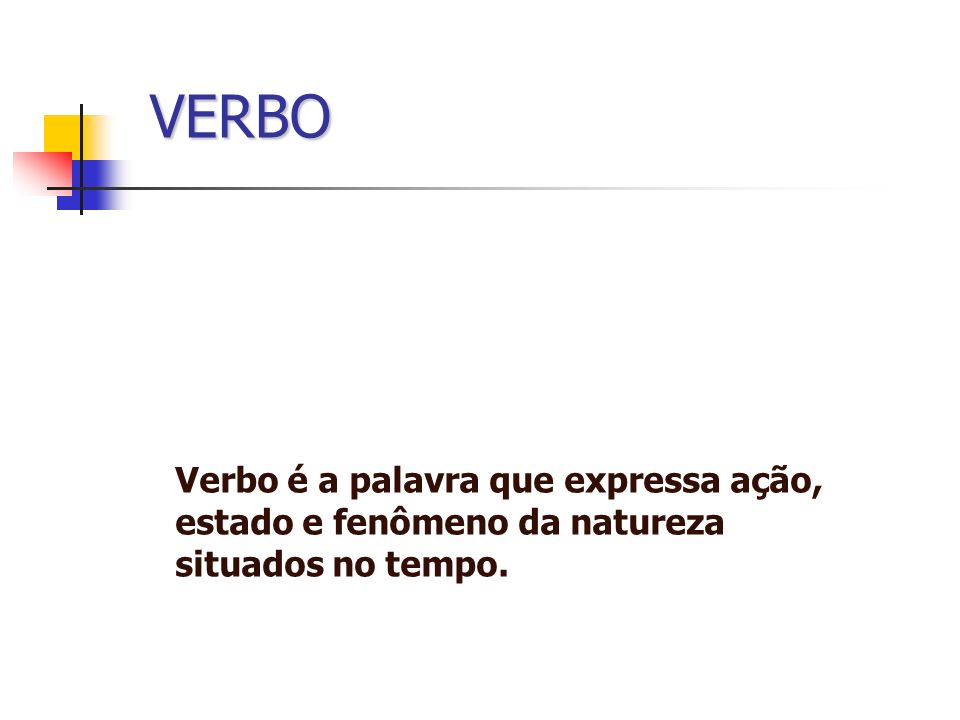 VERBO
Verbo é a palavra que expressa ação,
estado e fenômeno da natureza
situados no tempo.